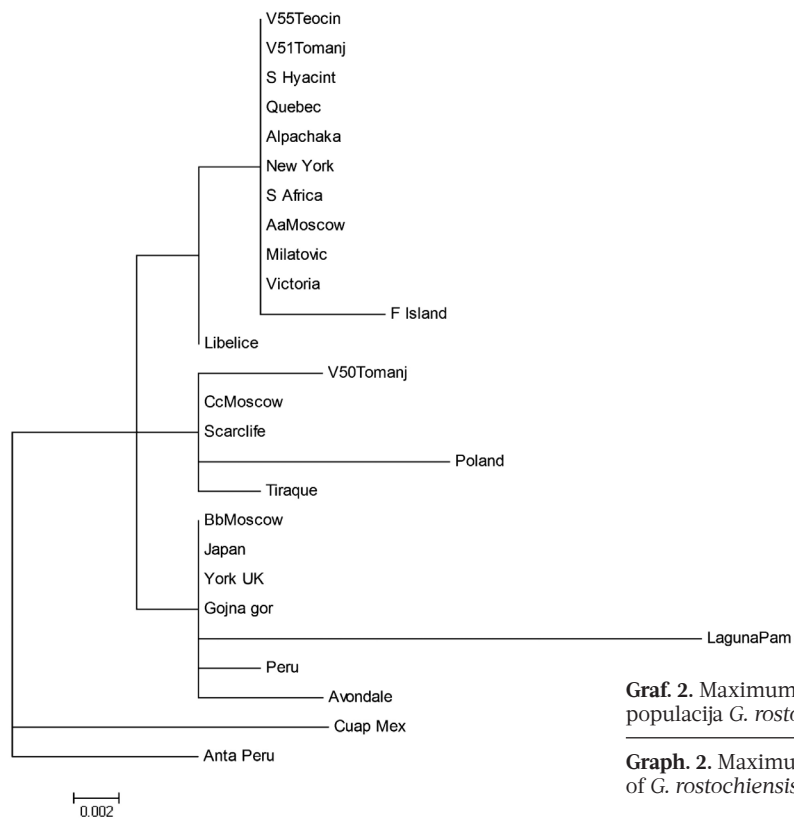 V55Teocin
V51Tomanj
S Hyacint
Quebec
Alpachaka
New York
S Africa
AaMoscow
Milatovic
Victoria
F Island
Libelice
V50Tomanj
CcMoscow
Scarclife
Poland
Tiraque
BbMoscow
Japan
York UK
Gojna gor
LagunaPam
Peru
Avondale
Cuap Mex
Anta Peru
0.002
Graf. 2. Maximum
populacija G. rosto
Graph. 2. Maximu
of G. rostochiensis